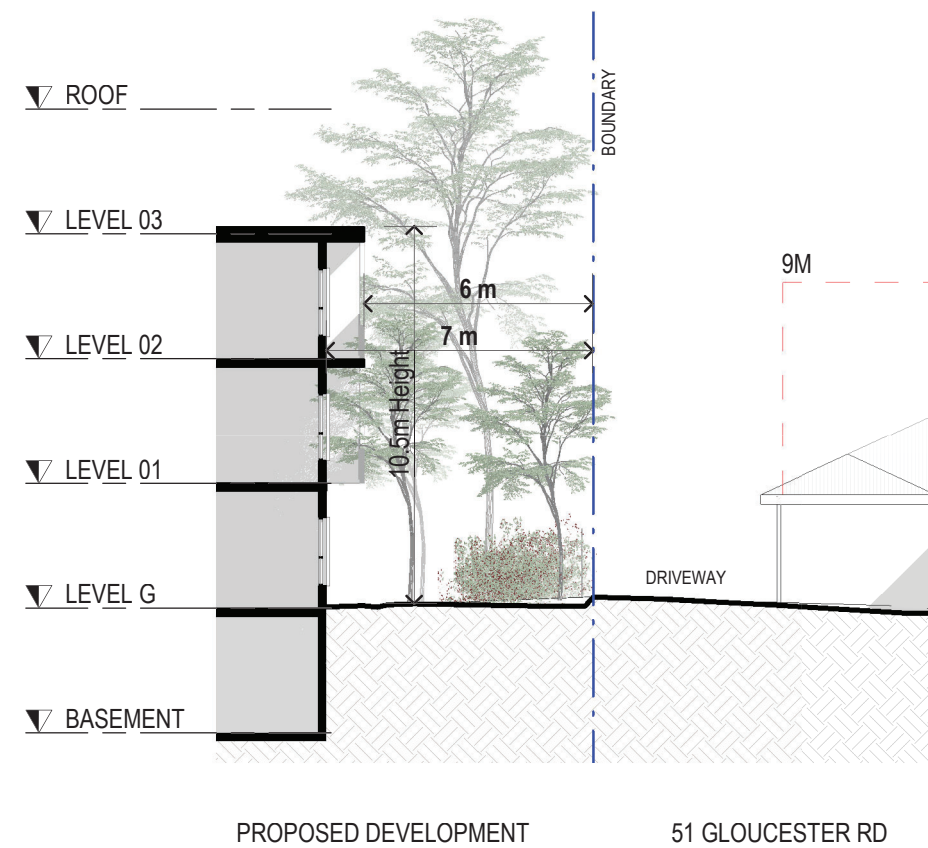 ROOF
BOUNDARY
LEVEL 03
9M
6 m
7 m
LEVEL 02
10.5m Height
LEVEL 01
DRIVEWAY
LEVEL G
BASEMENT
PROPOSED DEVELOPMENT
51 GLOUCESTER RD